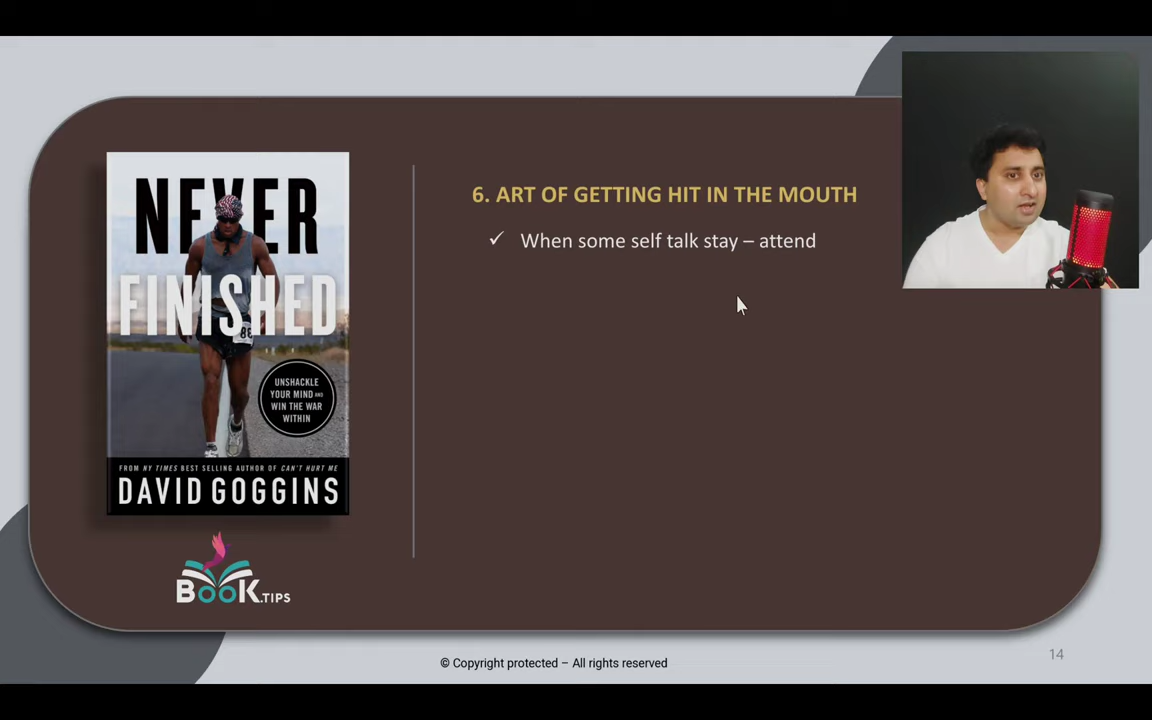 NEVER
FINISHED
86
UNSHACKLE
YOUR MIND AND
WIN THE WAR
WITHIN
FROM NY TIMES BEST SELLING AUTHOR OF CAN'T HURT ME
DAVID GOGGINS
BOOK.TIPS
6. ART OF GETTING HIT IN THE MOUTH
✓ When some self talk stay – attend
© Copyright protected – All rights reserved
14